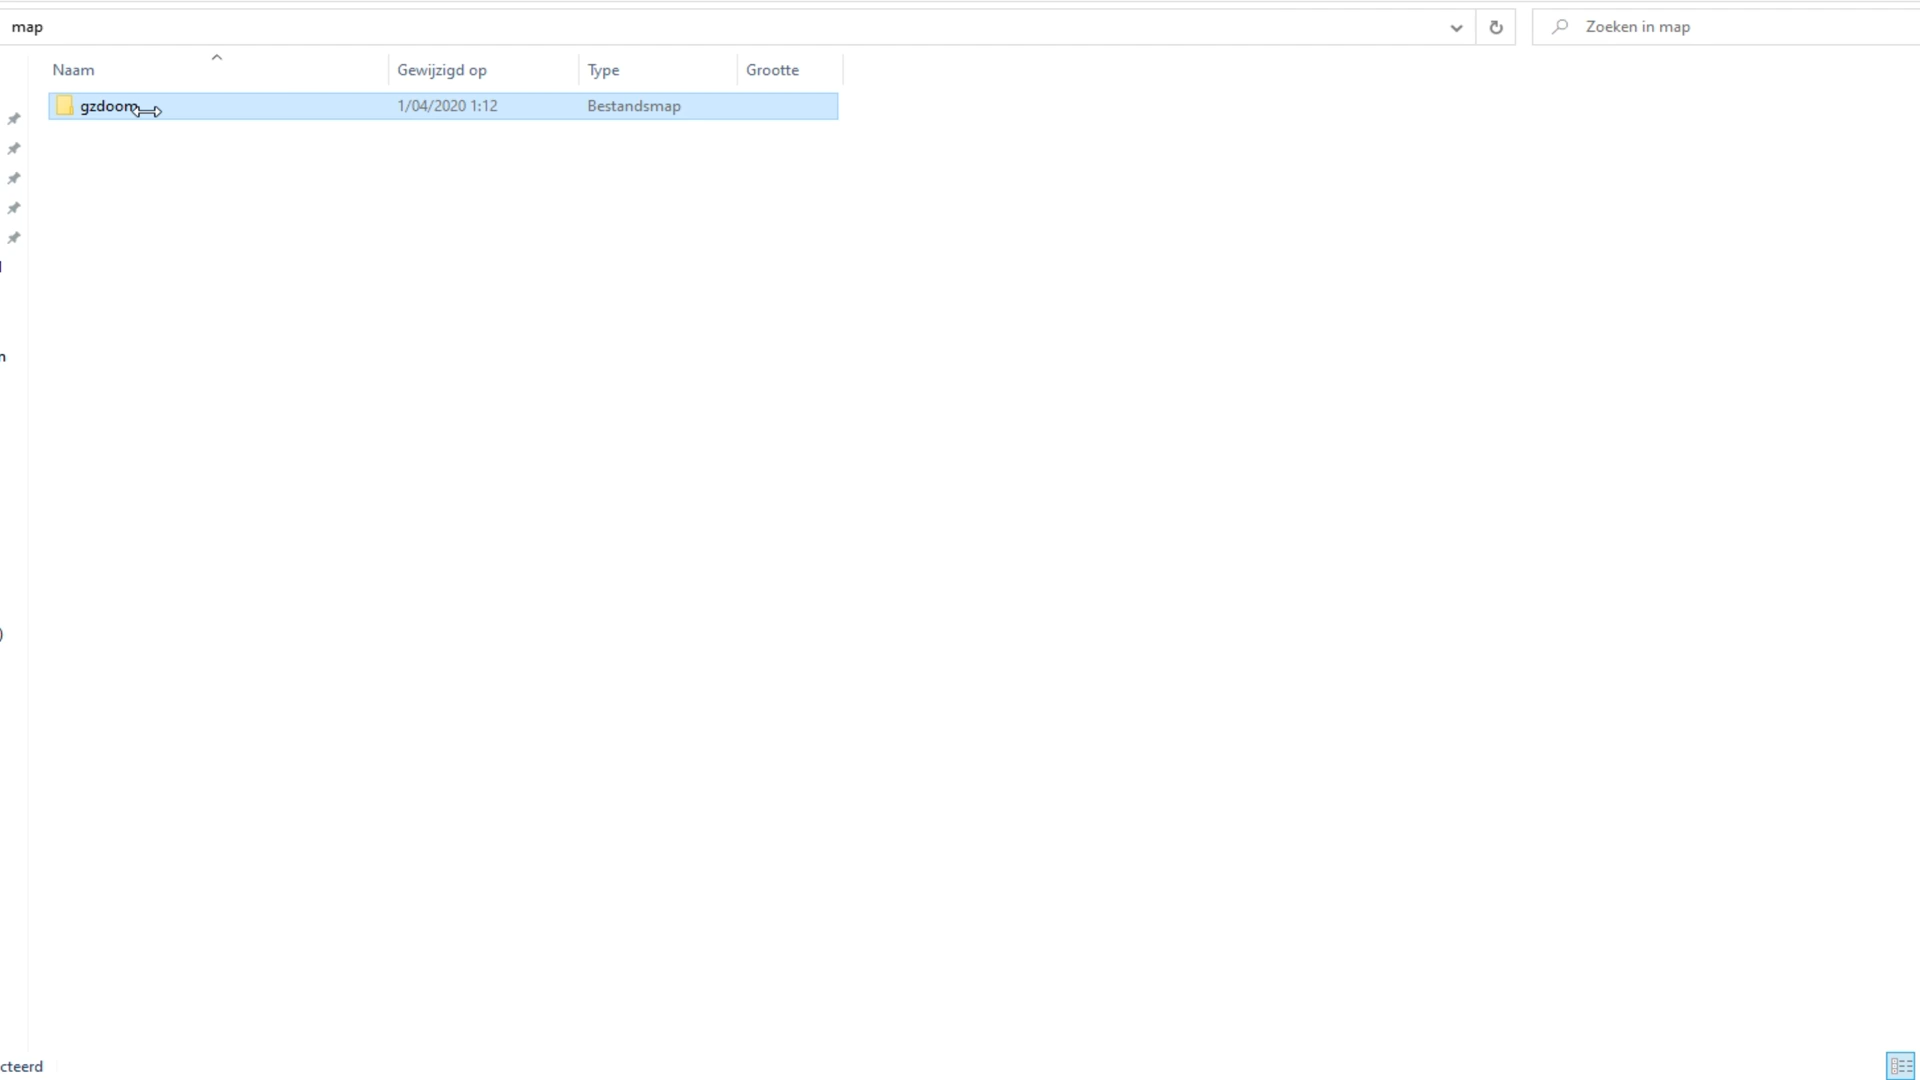 map
Zoeken in map
Naam Gewijzigd op Type Grootte
gzdoom 1/04/2020 1:12 Bestandsmap
n
)
cteerd